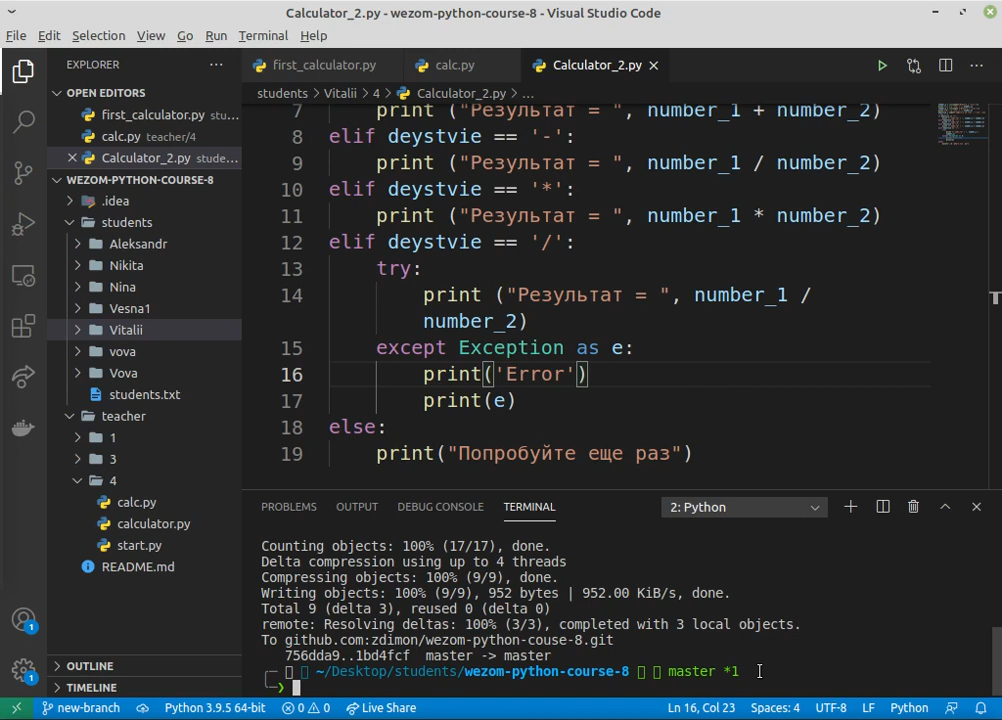 Calculator_2.py - wezom-python-course-8 - Visual Studio Code
File Edit Selection View Go Run Terminal Help
EXPLORER
first_calculator.py calc.py Calculator_2.py
students > Vitalii > 4 > Calculator_2.py > ...
OPEN EDITORS
first_calculator.py stu...
calc.py teacher/4
Calculator_2.py stude...
WEZOM-PYTHON-COURSE-8
.idea
students
Aleksandr
Nikita
Nina
Vesna1
Vitalii
vova
Vova
students.txt
teacher
1
3
4
calc.py
calculator.py
start.py
README.md
OUTLINE
TIMELINE
7 print ("Результат = ", number_1 + number_2)
8 elif deystvie == '-':
9 print ("Результат = ", number_1 / number_2)
10 elif deystvie == '*':
11 print ("Результат = ", number_1 * number_2)
12 elif deystvie == '/':
13 try:
14 print ("Результат = ", number_1 /
number_2)
15 except Exception as e:
16 print('Error')
17 print(e)
18 else:
19 print("Попробуйте еще раз")
PROBLEMS OUTPUT DEBUG CONSOLE TERMINAL 2: Python
Counting objects: 100% (17/17), done.
Delta compression using up to 4 threads
Compressing objects: 100% (9/9), done.
Writing objects: 100% (9/9), 952 bytes | 952.00 KiB/s, done.
Total 9 (delta 3), reused 0 (delta 0)
remote: Resolving deltas: 100% (3/3), completed with 3 local objects.
To github.com:zdimon/wezom-python-couse-8.git
756dda9..1bd4fcf master -> master
~/Desktop/students/wezom-python-course-8 master *1
1
1
new-branch Python 3.9.5 64-bit 0 0 Live Share Ln 16, Col 23 Spaces: 4 UTF-8 LF Python